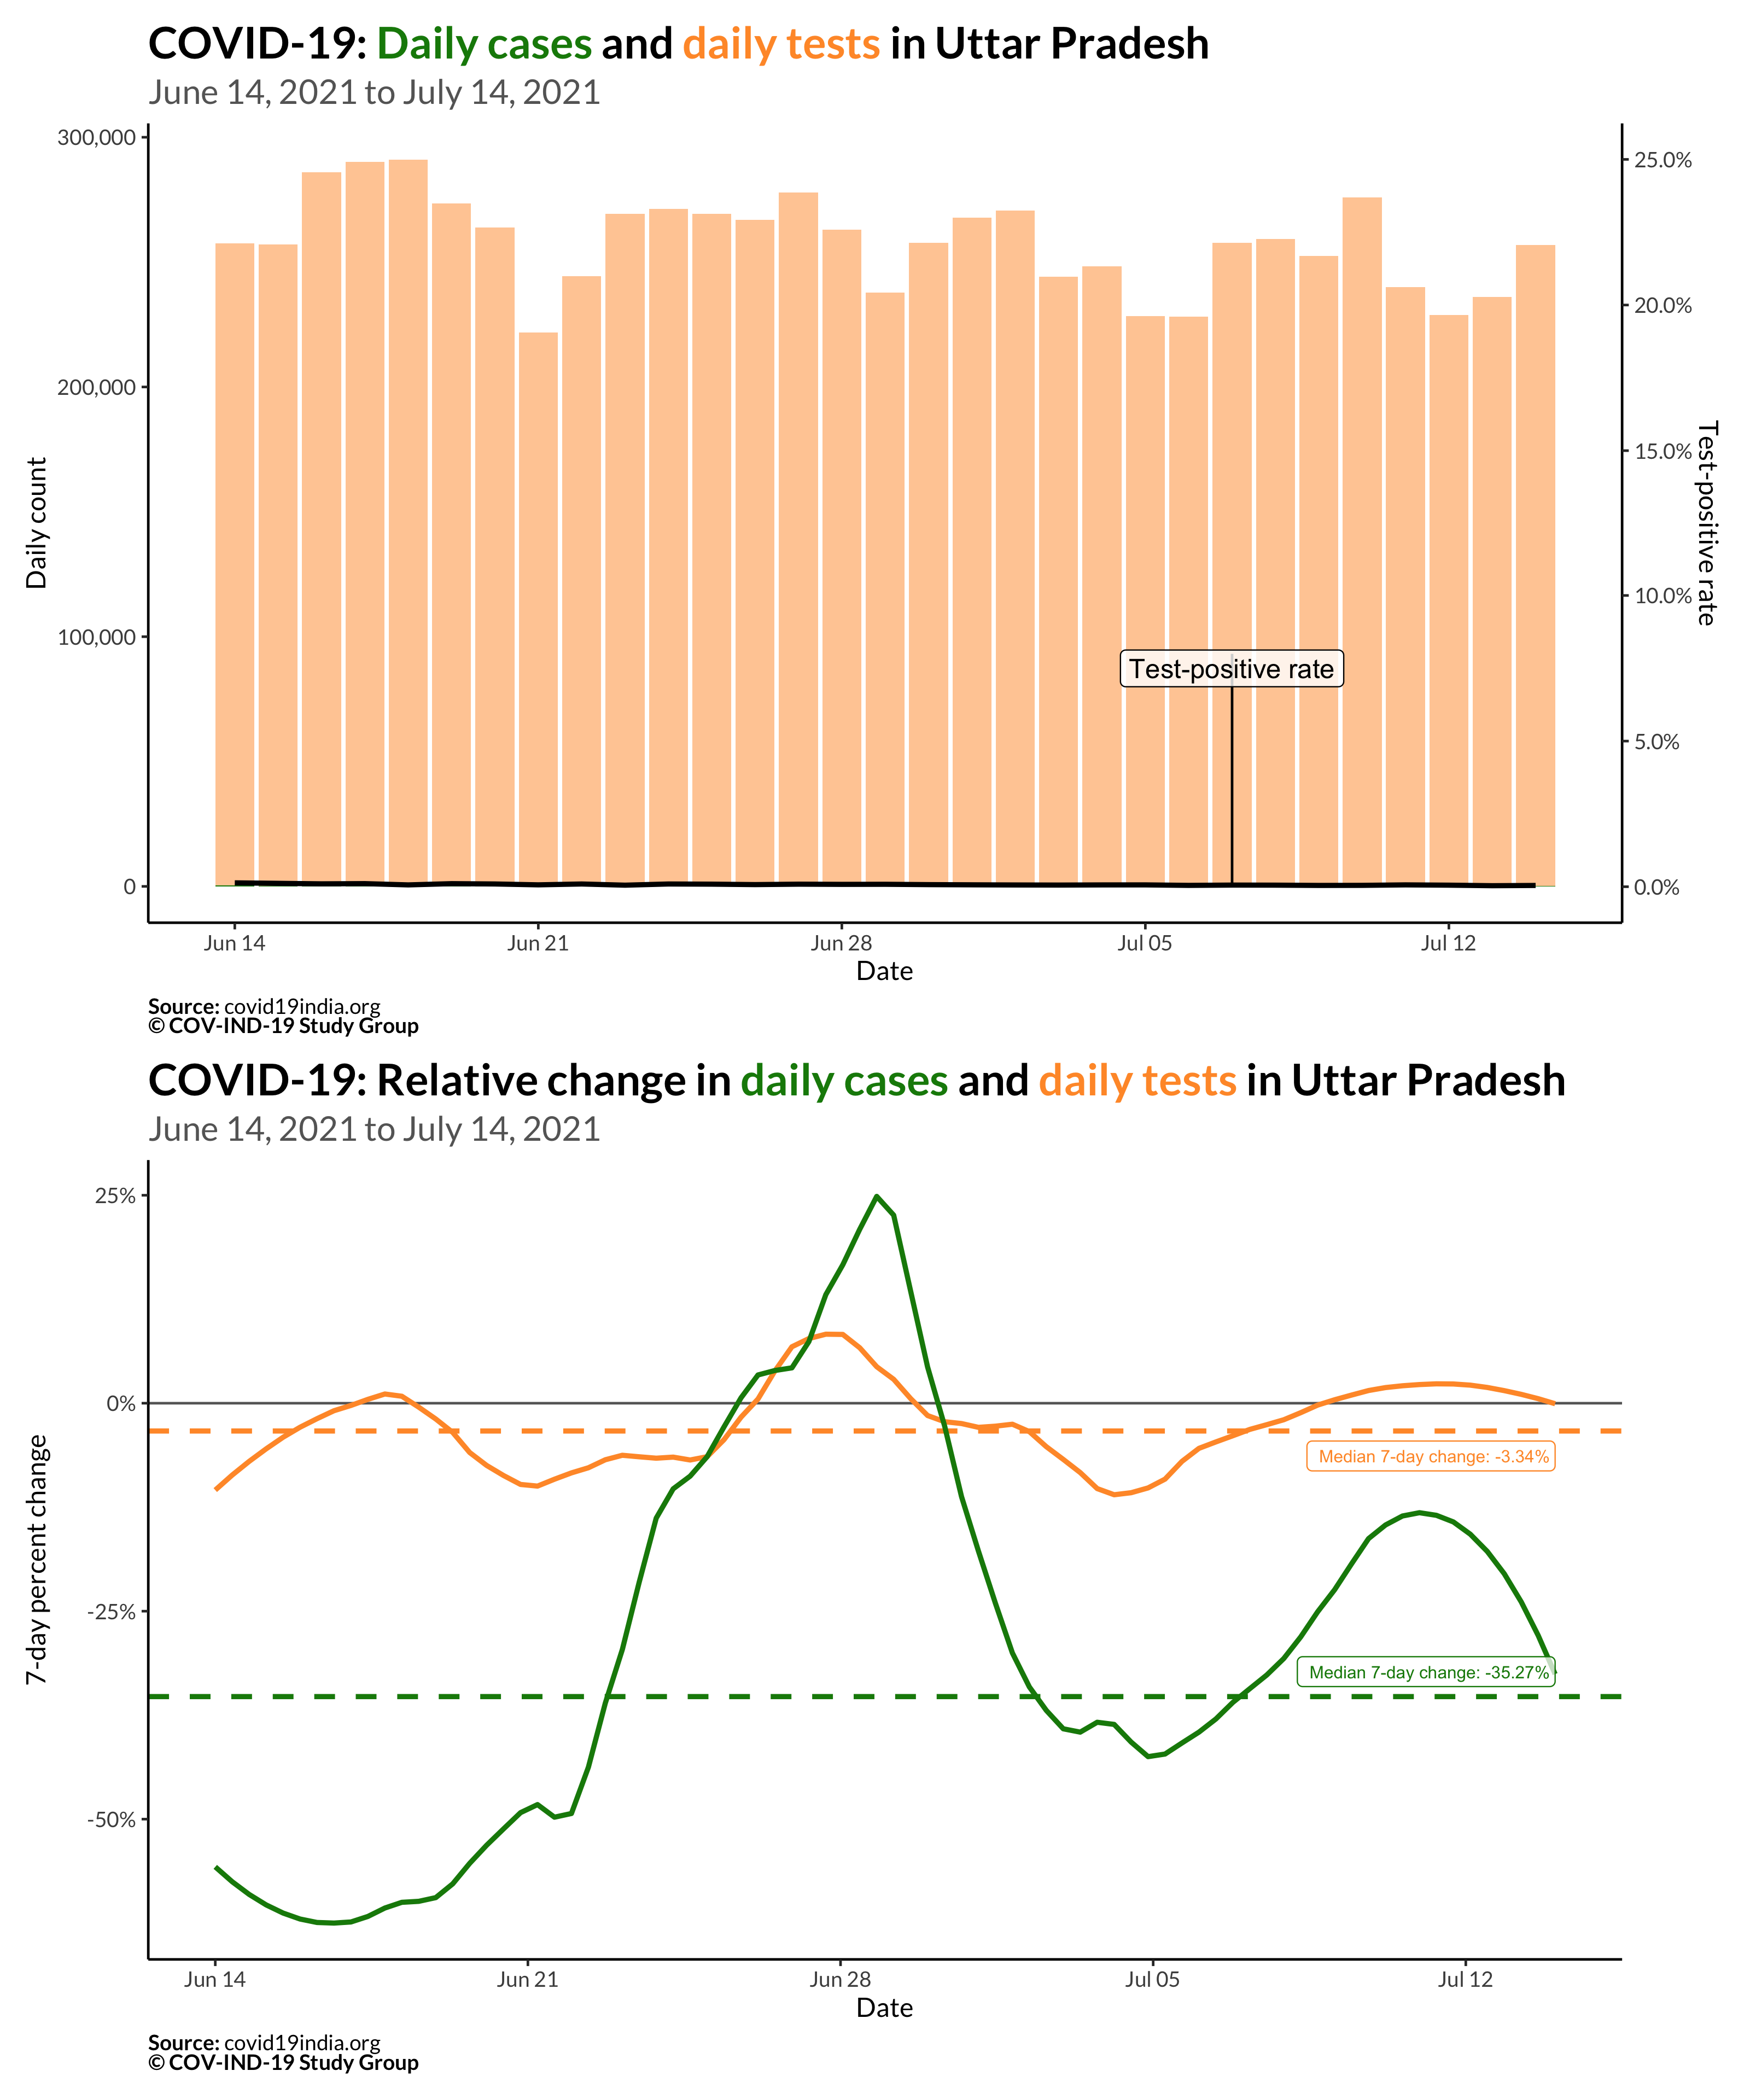 COVID-19: Daily cases and daily tests in Uttar Pradesh
June 14, 2021 to July 14, 2021
300,000
200,000
100,000
0
Daily count
25.0%
20.0%
15.0%
10.0%
5.0%
0.0%
Test-positive rate
Test-positive rate
Jun 14 Jun 21 Jun 28 Jul 05 Jul 12
Date
Source: covid19india.org
© COV-IND-19 Study Group
COVID-19: Relative change in daily cases and daily tests in Uttar Pradesh
June 14, 2021 to July 14, 2021
25%
0%
-25%
-50%
7-day percent change
Median 7-day change: -3.34%
Median 7-day change: -35.27%
Jun 14 Jun 21 Jun 28 Jul 05 Jul 12
Date
Source: covid19india.org
© COV-IND-19 Study Group